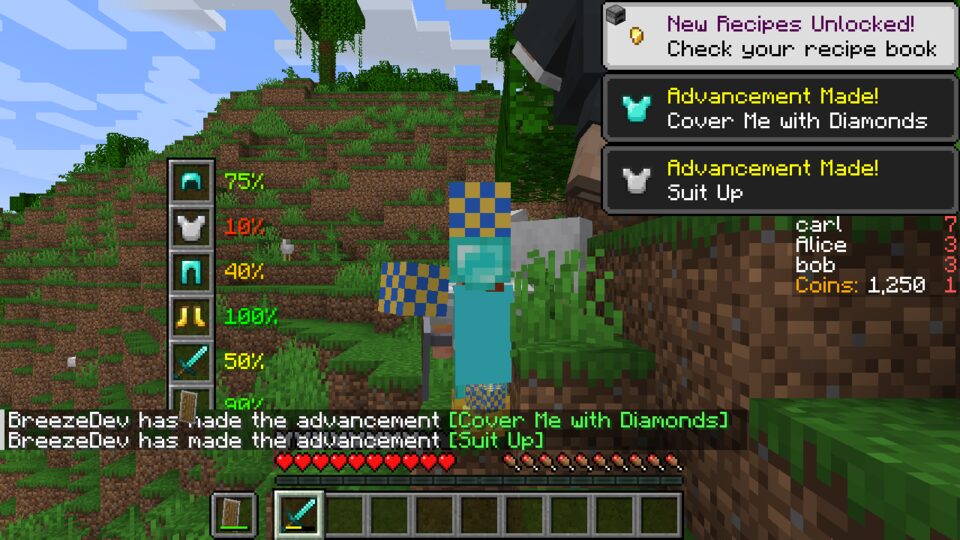 New Recipes Unlocked!
Check your recipe book
Advancement Made!
Cover Me with Diamonds
Advancement Made!
Suit Up
carl 7
Alice 3
bob 3
Coins: 1,250 1
75%
10%
40%
100%
50%
90%
BreezeDev has made the advancement [Cover Me with Diamonds]
BreezeDev has made the advancement [Suit Up]